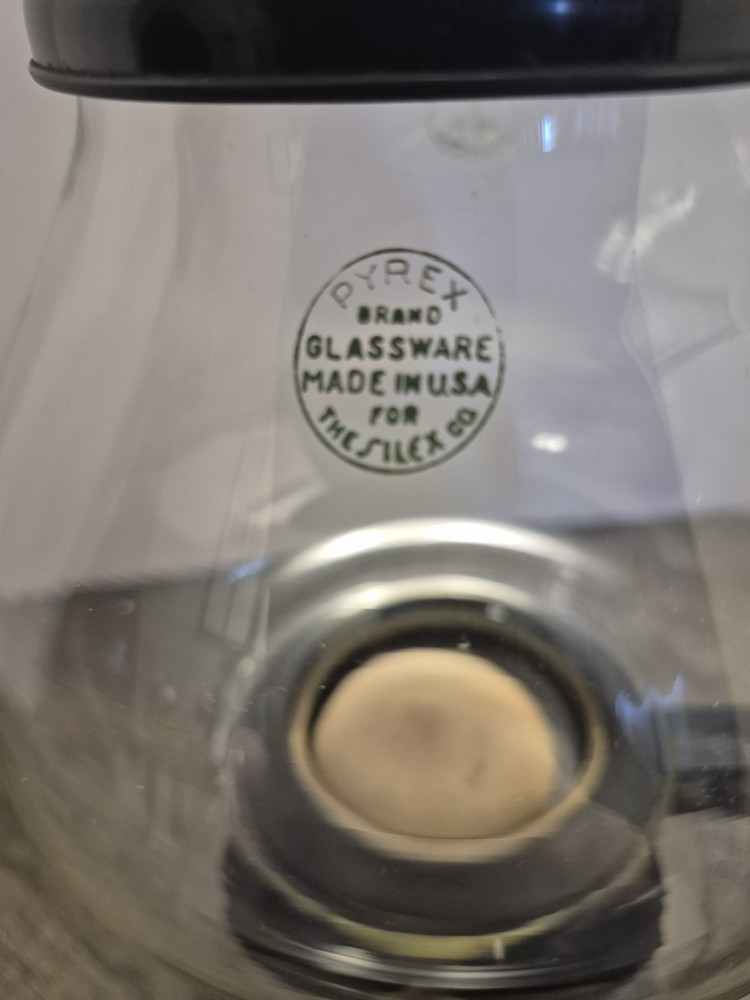 PYREX
BRAND
GLASSWARE
MADE IN U.S.A
FOR
THE SILEX CO.